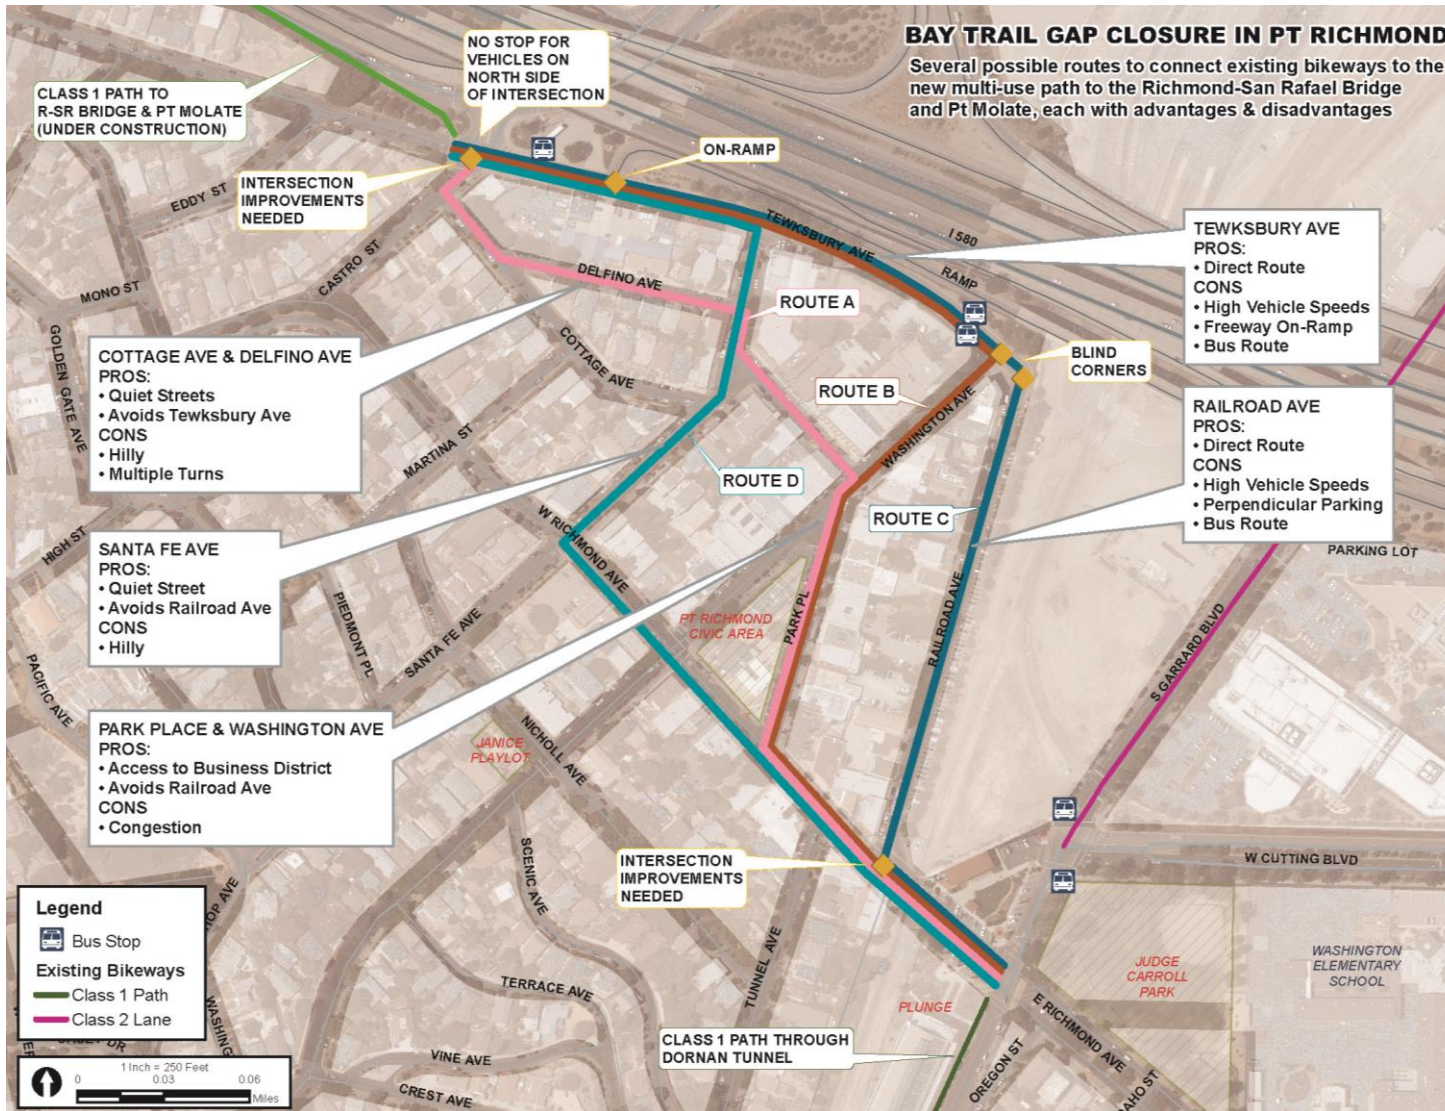 BAY TRAIL GAP CLOSURE IN PT RICHMOND
Several possible routes to connect existing bikeways to the
new multi-use path to the Richmond-San Rafael Bridge
and Pt Molate, each with advantages & disadvantages
NO STOP FOR
VEHICLES ON
NORTH SIDE
OF INTERSECTION
CLASS 1 PATH TO
R-SR BRIDGE & PT MOLATE
(UNDER CONSTRUCTION)
ON-RAMP
INTERSECTION
IMPROVEMENTS
NEEDED
EDDY ST
CASTRO ST
MONO ST
GOLDEN GATE AVE
DELFINO AVE
TEWKSBURY AVE
I 580
RAMP
TEWKSBURY AVE
PROS:
• Direct Route
CONS
• High Vehicle Speeds
• Freeway On-Ramp
• Bus Route
ROUTE A
COTTAGE AVE & DELFINO AVE
PROS:
• Quiet Streets
• Avoids Tewksbury Ave
CONS
• Hilly
• Multiple Turns
COTTAGE AVE
BLIND
CORNERS
ROUTE B
WASHINGTON AVE
RAILROAD AVE
PROS:
• Direct Route
CONS
• High Vehicle Speeds
• Perpendicular Parking
• Bus Route
MARTINA ST
ROUTE D
ROUTE C
W RICHMOND AVE
HIGH ST
PARKING LOT
SANTA FE AVE
PROS:
• Quiet Street
• Avoids Railroad Ave
CONS
• Hilly
PIEDMONT PL
SANTA FE AVE
PT RICHMOND
CIVIC AREA
PARK PL
RAILROAD AVE
S GARRARD BLVD
PACIFIC AVE
PARK PLACE & WASHINGTON AVE
PROS:
• Access to Business District
• Avoids Railroad Ave
CONS
• Congestion
JANICE
PLAYLOT
NICHOLL AVE
SCENIC AVE
INTERSECTION
IMPROVEMENTS
NEEDED
W CUTTING BLVD
TUNNEL AVE
TERRACE AVE
VINE AVE
CREST AVE
PLUNGE
JUDGE
CARROLL
PARK
WASHINGTON
ELEMENTARY
SCHOOL
E RICHMOND AVE
OREGON ST
CLASS 1 PATH THROUGH
DORNAN TUNNEL
Legend
Bus Stop
Existing Bikeways
Class 1 Path
Class 2 Lane
1 Inch = 250 Feet
0 0.03 0.06
Miles